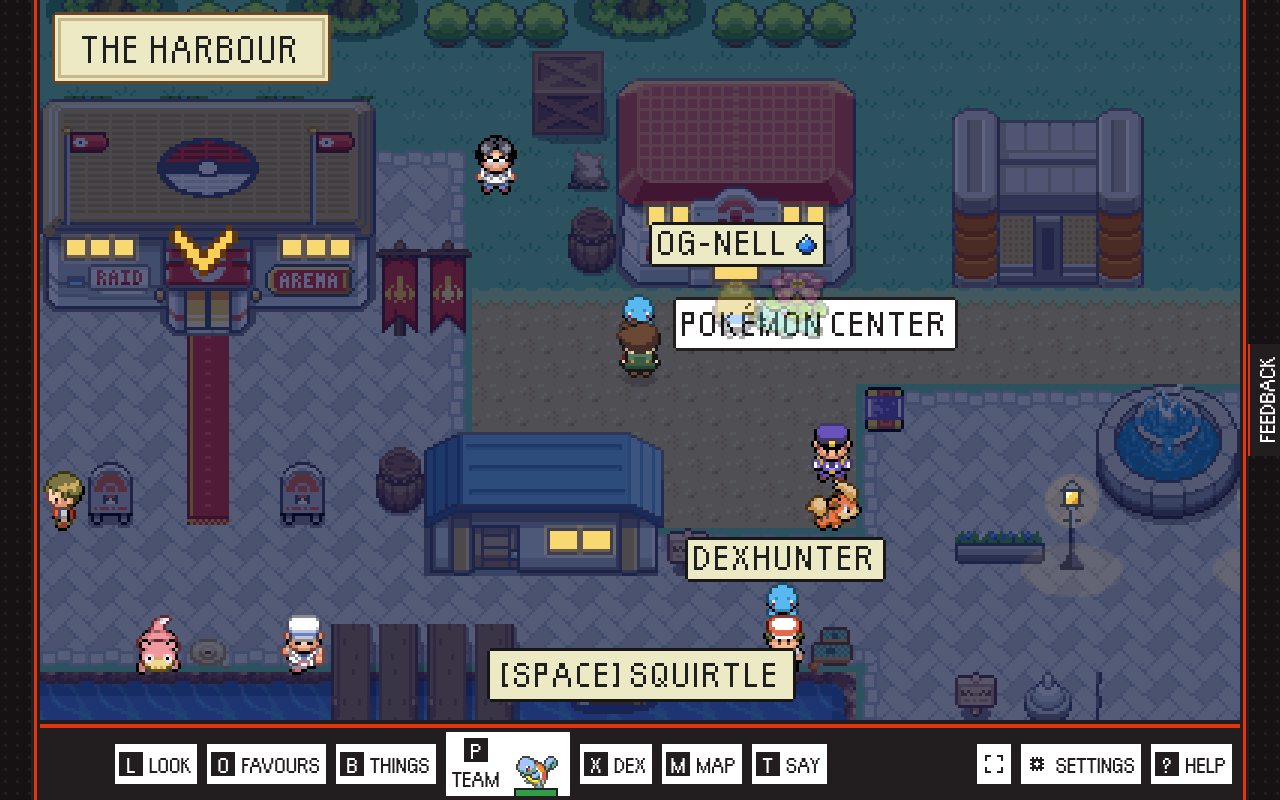 THE HARBOUR
OG-NELL
RAID
ARENA
POKEMON CENTER
FEEDBACK
DEXHUNTER
[SPACE] SQUIRTLE
L LOOK
O FAVOURS
B THINGS
P TEAM
X DEX
M MAP
T SAY
SETTINGS
? HELP